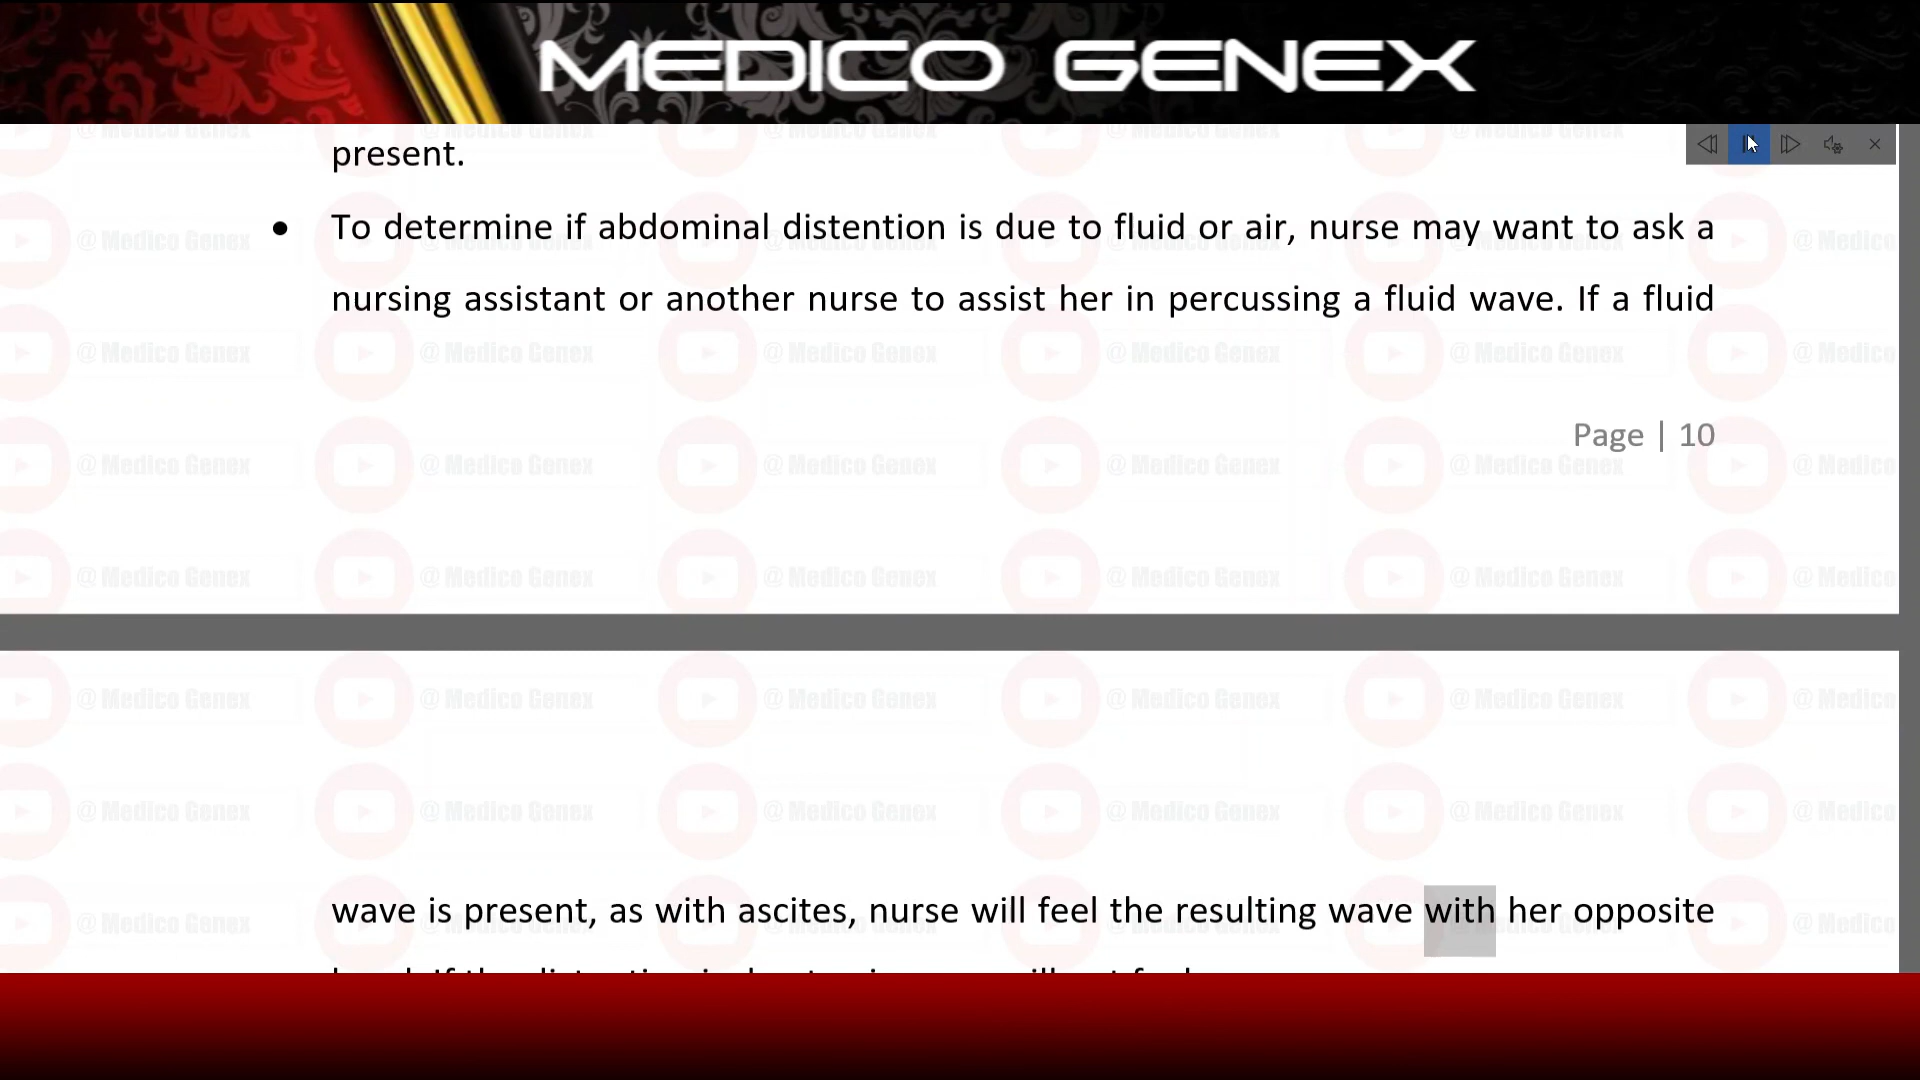 MEDICO GENEX
present.
• To determine if abdominal distention is due to fluid or air, nurse may want to ask a
nursing assistant or another nurse to assist her in percussing a fluid wave. If a fluid
Page | 10
wave is present, as with ascites, nurse will feel the resulting wave with her opposite
@ Medico Genex